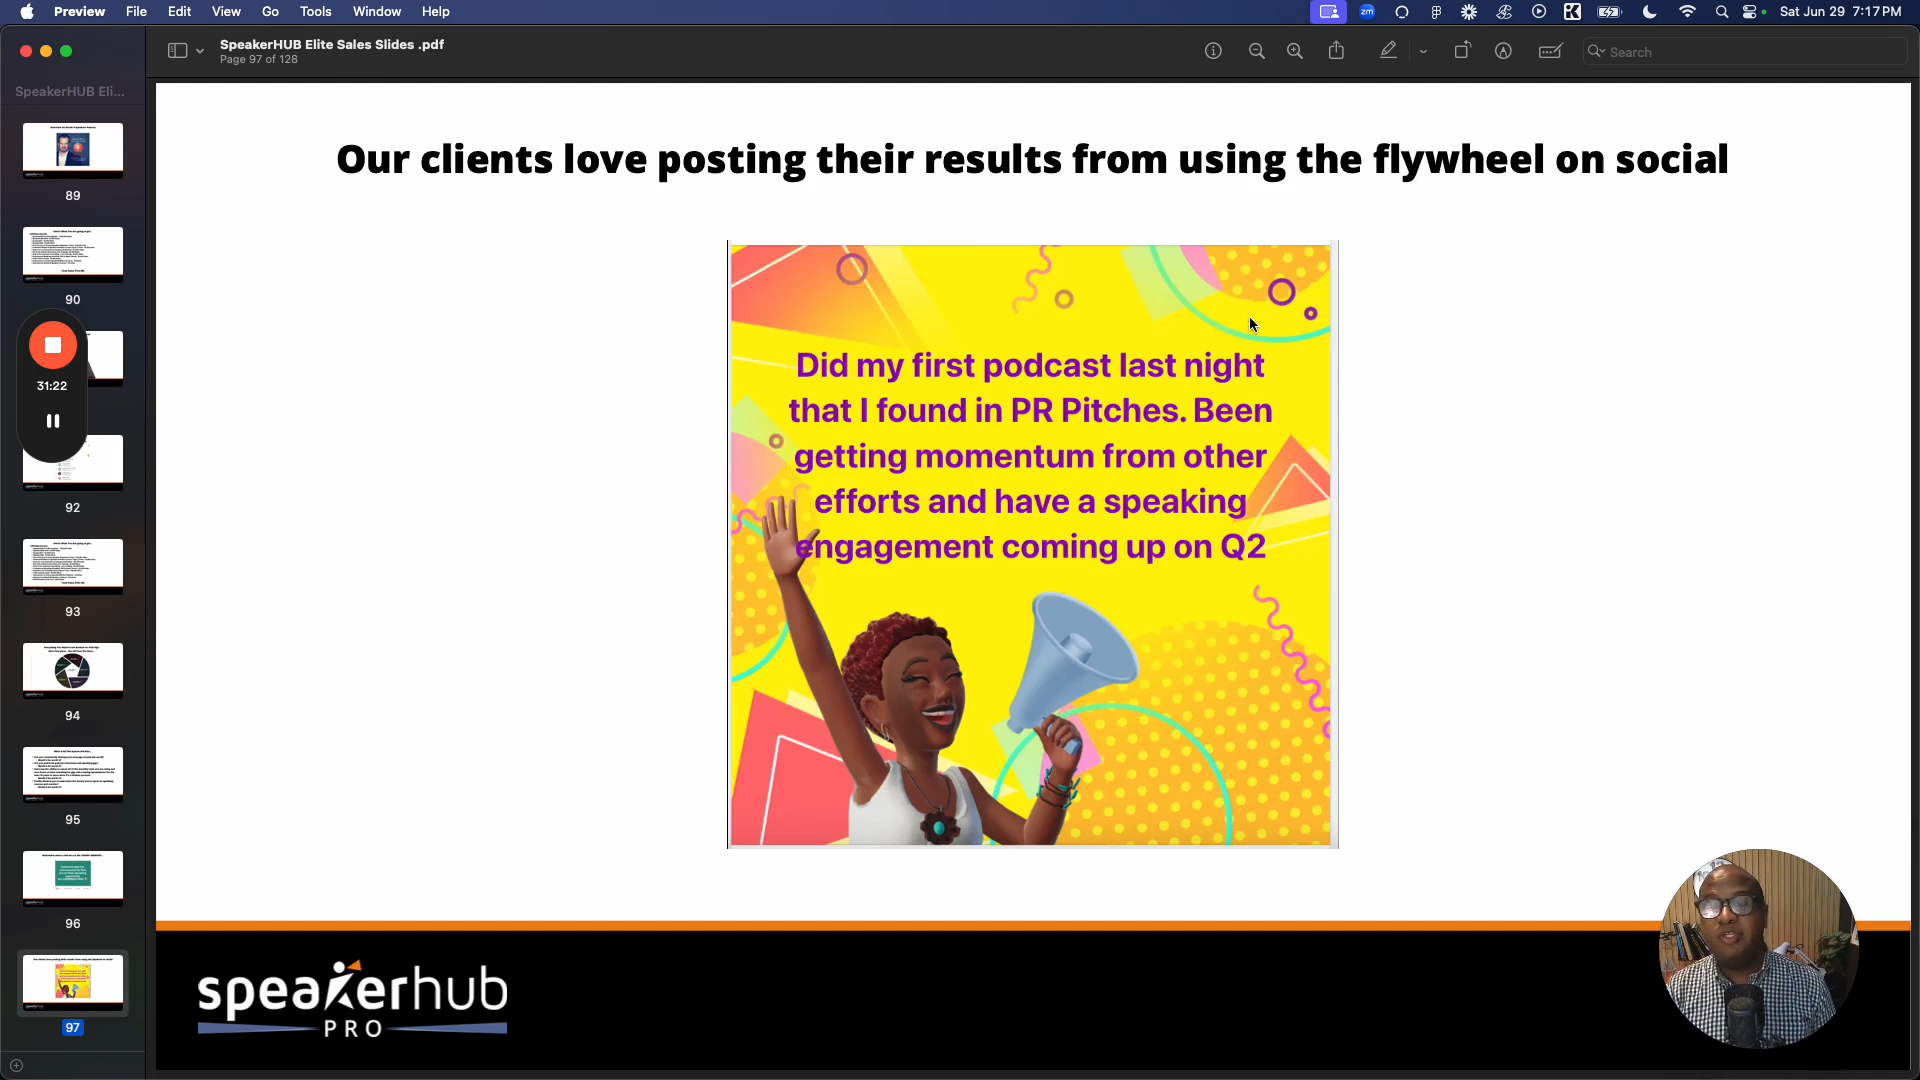 Preview File Edit View Go Tools Window Help
zm
Sat Jun 29 7:17 PM
SpeakerHUB Elite Sales Slides .pdf
Page 97 of 128
Search
SpeakerHUB Eli...
89
90
31:22
92
93
94
95
96
97
Our clients love posting their results from using the flywheel on social
Did my first podcast last night
that I found in PR Pitches. Been
getting momentum from other
efforts and have a speaking
engagement coming up on Q2
speakerhub
PRO